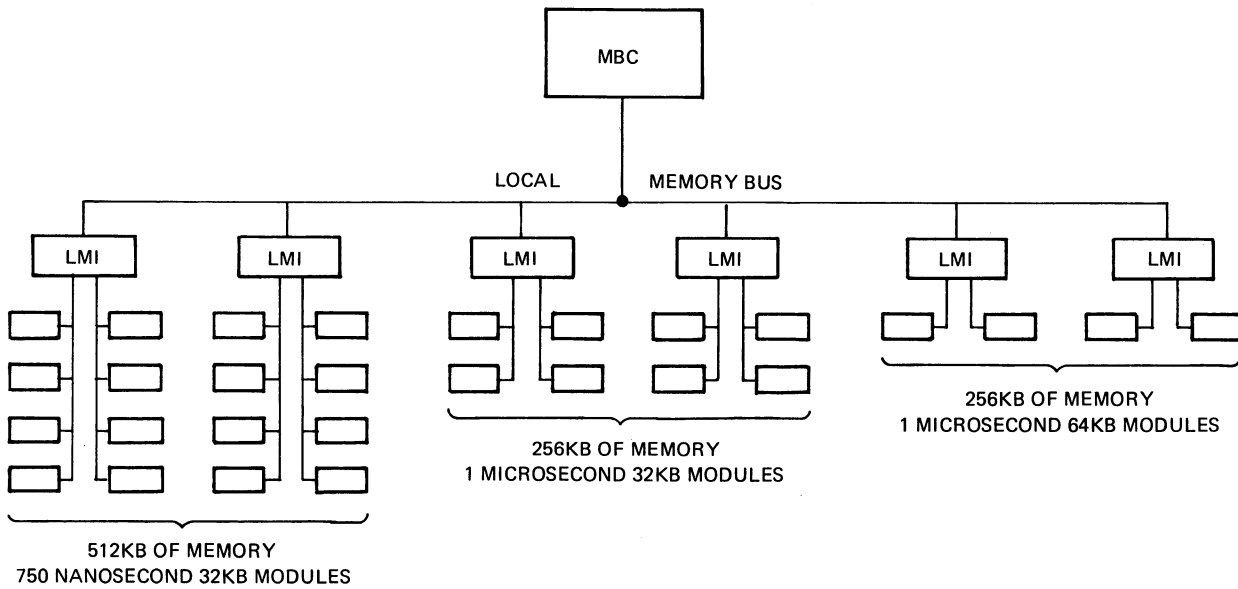 MBC
LOCAL MEMORY BUS
LMI LMI LMI LMI LMI LMI
256KB OF MEMORY
1 MICROSECOND 64KB MODULES
256KB OF MEMORY
1 MICROSECOND 32KB MODULES
512KB OF MEMORY
750 NANOSECOND 32KB MODULES